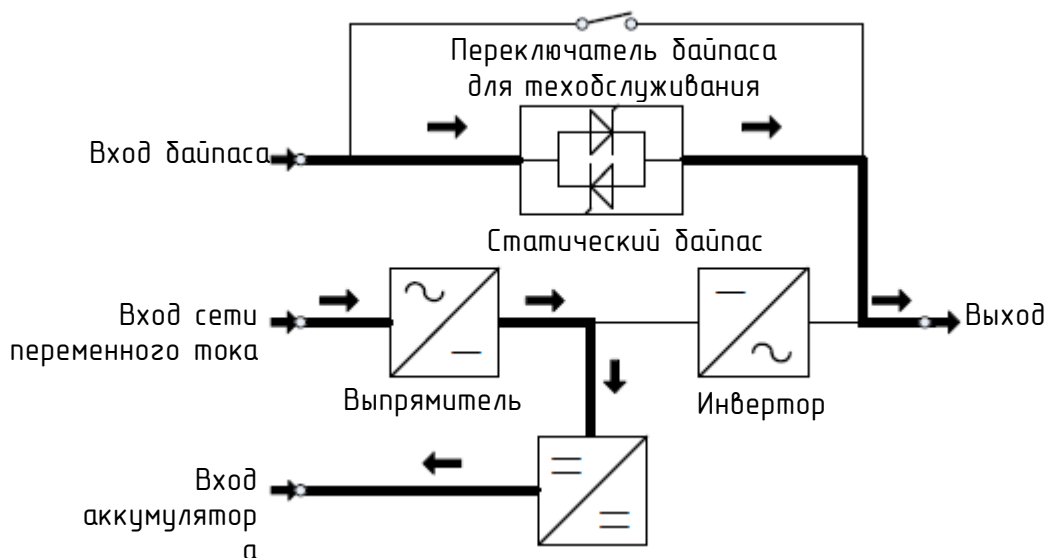 Переключатель байпаса
для техобслуживания
Вход байпаса
Статический байпас
Вход сети
переменного тока
Выход
Выпрямитель
Инвертор
Вход
аккумулятор
а